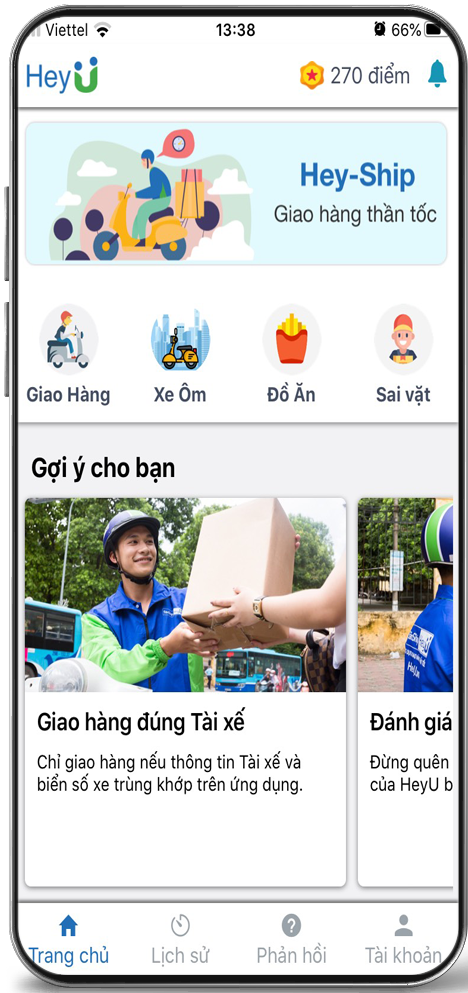 Viettel 13:38 66%
HeyU 270 điểm
Hey-Ship
Giao hàng thần tốc
Giao Hàng Xe Ôm Đồ Ăn Sai vặt
Gợi ý cho bạn
Giao hàng đúng Tài xế
Chỉ giao hàng nếu thông tin Tài xế và
biển số xe trùng khớp trên ứng dụng.
Đánh giá
Đừng quên
của HeyU b
Trang chủ Lịch sử Phản hồi Tài khoản